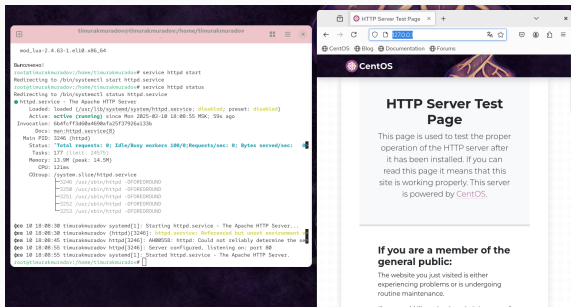 timurakmuradov@timurakmuradov:/home/timurakmuradov
mod_lua-2.4.63-1.el10.x86_64
Выполнено!
root@timurakmuradov:/home/timurakmuradov# service httpd start
Redirecting to /bin/systemctl start httpd.service
root@timurakmuradov:/home/timurakmuradov# service httpd status
Redirecting to /bin/systemctl status httpd.service
● httpd.service - The Apache HTTP Server
Loaded: loaded (/usr/lib/systemd/system/httpd.service; disabled; preset: disabled)
Active: active (running) since Mon 2025-03-10 18:08:55 MSK; 59s ago
Docs: man:httpd.service(8)
Main PID: 3246 (httpd)
Status: "Total requests: 0; Idle/Busy workers 100/0;Requests/sec: 0; Bytes served/sec:
Tasks: 177 (limit: 24575)
Memory: 13.9M (peak: 14.5M)
CPU: 121ms
CGroup: /system.slice/httpd.service
├─3246 /usr/sbin/httpd -DFOREGROUND
├─3250 /usr/sbin/httpd -DFOREGROUND
├─3251 /usr/sbin/httpd -DFOREGROUND
├─3252 /usr/sbin/httpd -DFOREGROUND
└─3253 /usr/sbin/httpd -DFOREGROUND
фев 10 18:08:30 timurakmuradov systemd[1]: Starting httpd.service - The Apache HTTP Server...
10 18:08:30 timurakmuradov (httpd)[3246]: httpd.service: Referenced but unset environment
10 18:08:45 timurakmuradov httpd[3246]: AH00558: httpd: Could not reliably determine the se
10 18:08:55 timurakmuradov httpd[3246]: Server configured, listening on: port 80
10 18:08:55 timurakmuradov systemd[1]: Started httpd.service - The Apache HTTP Server.
root@timurakmuradov:/home/timurakmuradov#
HTTP Server Test Page
127.0.0.1
CentOS Blog Documentation Forums
CentOS
HTTP Server Test
Page
This page is used to test the proper
operation of the HTTP server after
it has been installed. If you can
read this page it means that this
site is working properly. This server
is powered by CentOS.
If you are a member of the
general public:
The website you just visited is either
experiencing problems or is undergoing
routine maintenance.